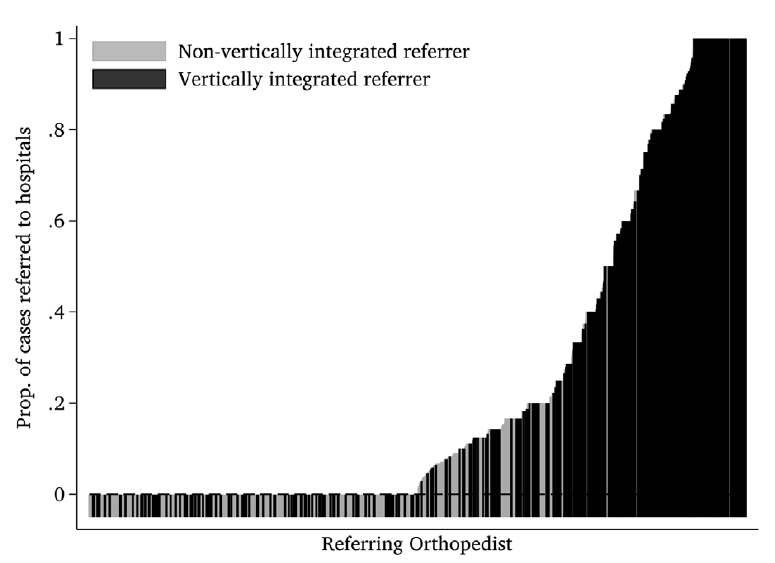 Non-vertically integrated referrer
Vertically integrated referrer
Prop. of cases referred to hospitals
1
.8
.6
.4
.2
0
Referring Orthopedist